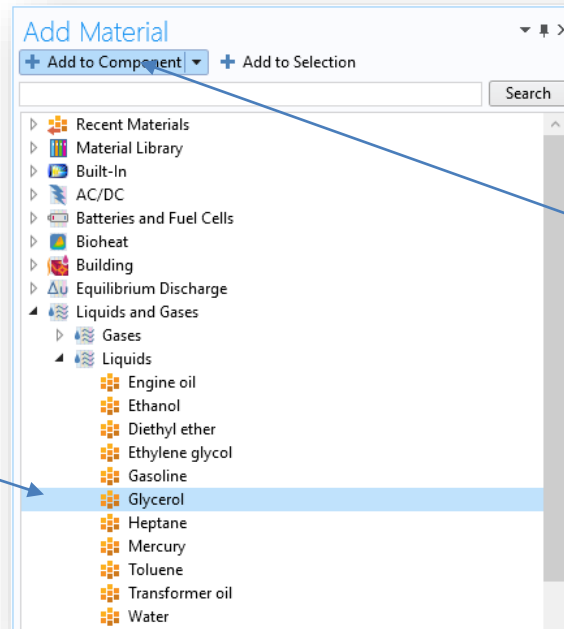 Add Material
Add to Component Add to Selection
Search
Recent Materials
Material Library
Built-In
AC/DC
Batteries and Fuel Cells
Bioheat
Building
Equilibrium Discharge
Liquids and Gases
Gases
Liquids
Engine oil
Ethanol
Diethyl ether
Ethylene glycol
Gasoline
Glycerol
Heptane
Mercury
Toluene
Transformer oil
Water